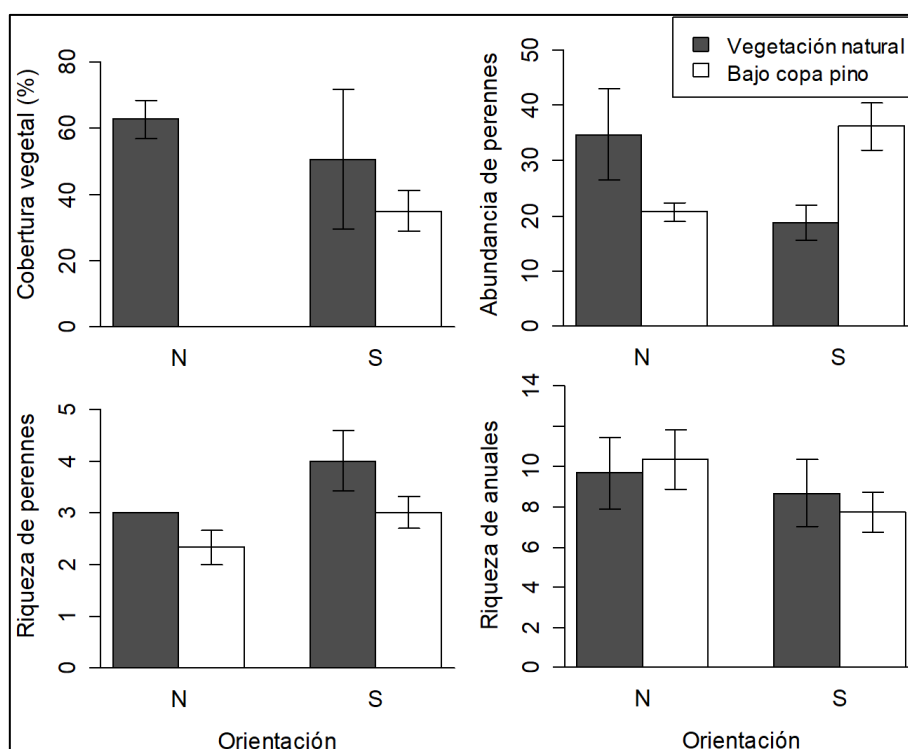 Vegetación natural
Bajo copa pino
Cobertura vegetal (%)
80
60
40
20
0
N S
Abundancia de perennes
50
40
30
20
10
0
N S
Riqueza de perennes
5
4
3
2
1
0
N S
Orientación
Riqueza de anuales
14
10
8
6
4
2
0
N S
Orientación